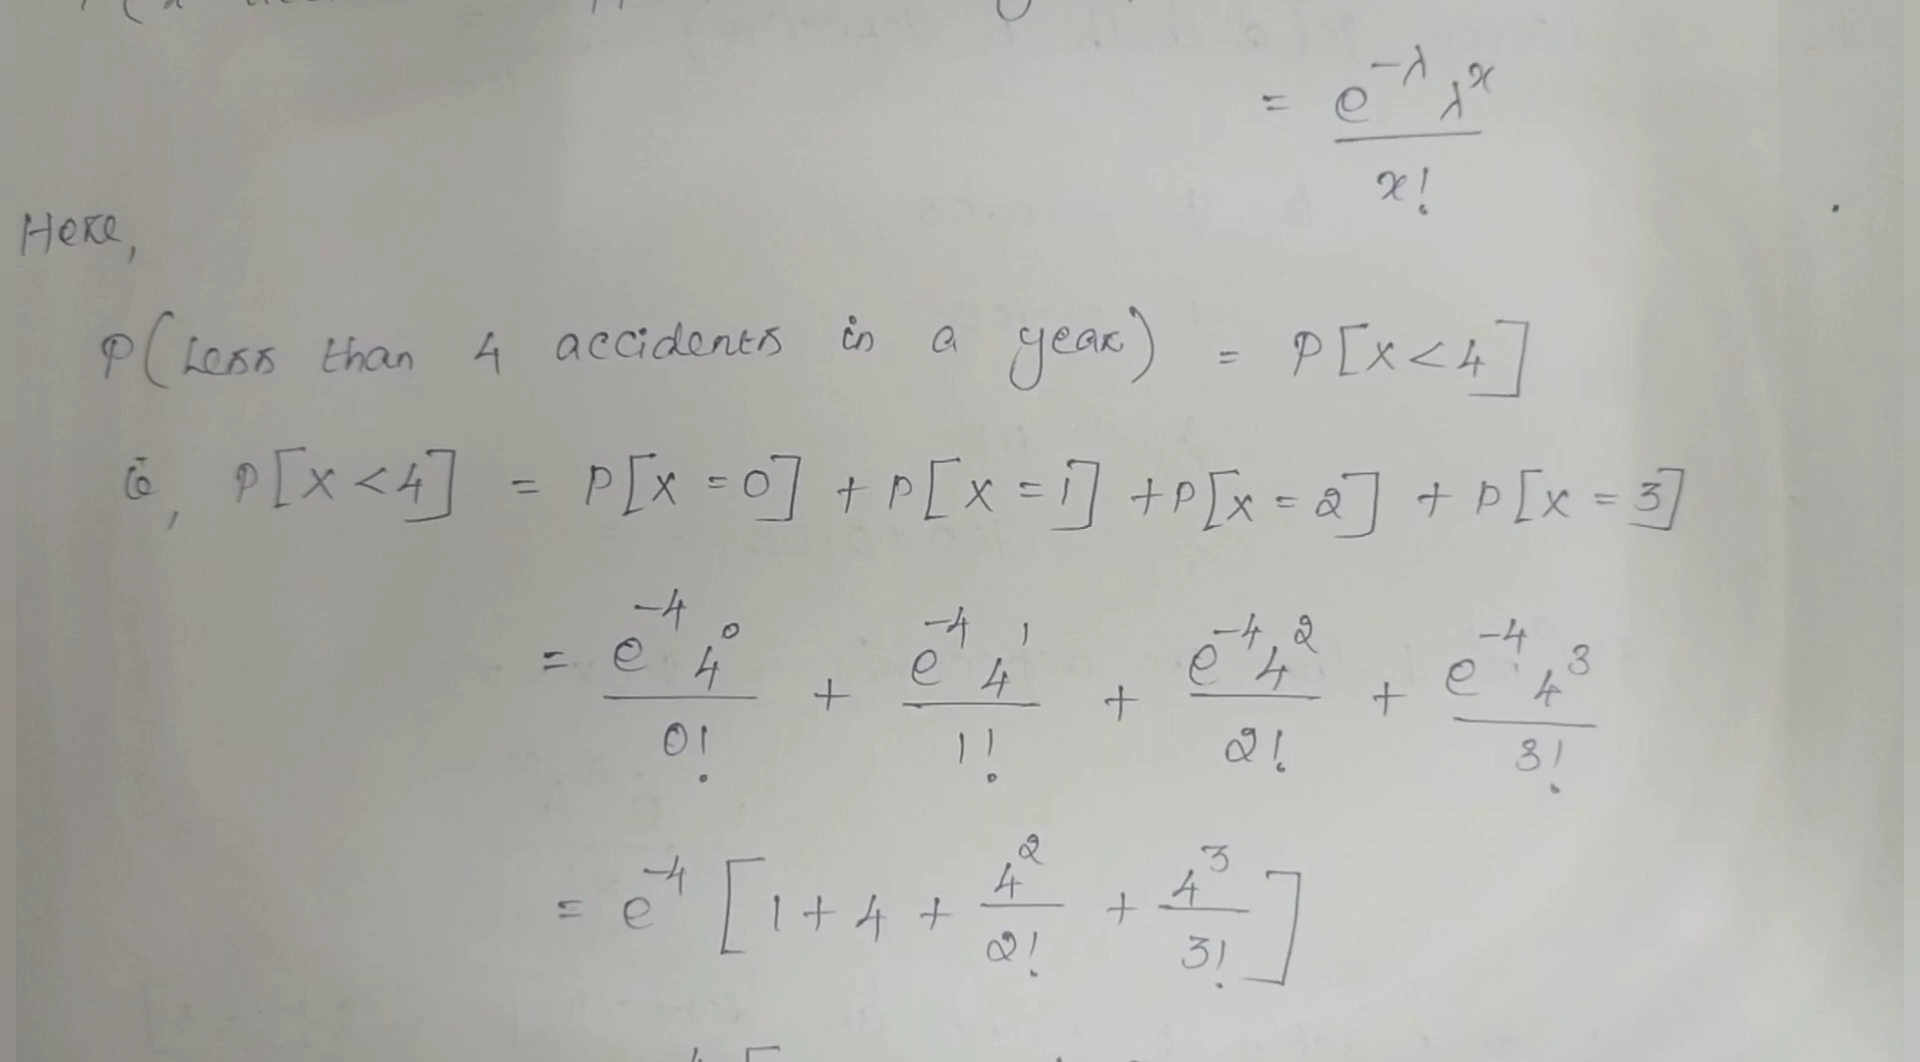 = e^{-λ} λ^x / x!
Here,
P(Less than 4 accidents in a year) = P[X<4]
ie, P[X<4] = P[X=0] + P[X=1] + P[X=2] + P[X=3]
= e^{-4} 4^0 / 0! + e^{-4} 4^1 / 1! + e^{-4} 4^2 / 2! + e^{-4} 4^3 / 3!
= e^{-4} [1 + 4 + 4^2 / 2! + 4^3 / 3!]